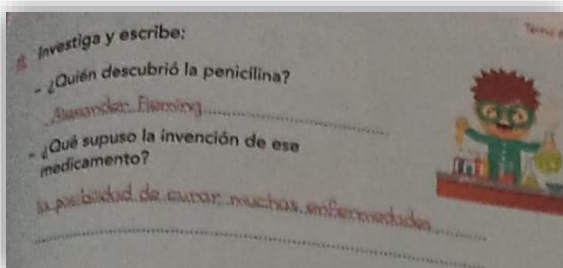 Investiga y escribe:
- ¿Quién descubrió la penicilina?
Alexander Fleming
- ¿Qué supuso la invención de ese
medicamento?
la posibilidad de curar muchas enfermedades